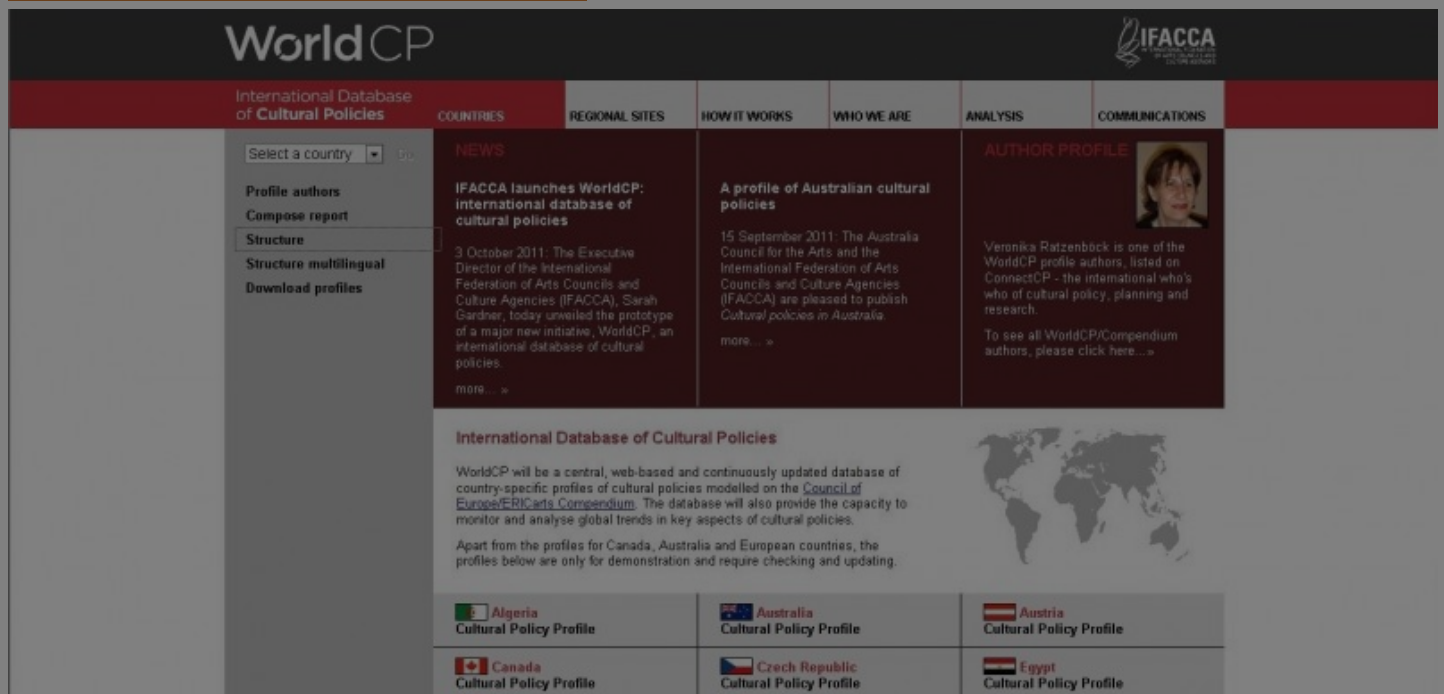 WorldCP
IFACCA
INTERNATIONAL FEDERATION
OF ARTS COUNCILS AND
CULTURE AGENCIES
International Database
of Cultural Policies
COUNTRIES
REGIONAL SITES
HOW IT WORKS
WHO WE ARE
ANALYSIS
COMMUNICATIONS
Select a country
Go
Profile authors
Compose report
Structure
Structure multilingual
Download profiles
NEWS
IFACCA launches WorldCP:
international database of
cultural policies
3 October 2011: The Executive
Director of the International
Federation of Arts Councils and
Culture Agencies (IFACCA), Sarah
Gardner, today unveiled the prototype
of a major new initiative, WorldCP, an
international database of cultural
policies.
more... »
A profile of Australian cultural
policies
15 September 2011: The Australia
Council for the Arts and the
International Federation of Arts
Councils and Culture Agencies
(IFACCA) are pleased to publish
Cultural policies in Australia.
more... »
AUTHOR PROFILE
Veronika Ratzenböck is one of the
WorldCP profile authors, listed on
ConnectCP - the international who's
who of cultural policy, planning and
research.
To see all WorldCP/Compendium
authors, please click here...»
International Database of Cultural Policies
WorldCP will be a central, web-based and continuously updated database of
country-specific profiles of cultural policies modelled on the Council of
Europe/ERICarts Compendium. The database will also provide the capacity to
monitor and analyse global trends in key aspects of cultural policies.
Apart from the profiles for Canada, Australia and European countries, the
profiles below are only for demonstration and require checking and updating.
Algeria
Cultural Policy Profile
Australia
Cultural Policy Profile
Austria
Cultural Policy Profile
Canada
Cultural Policy Profile
Czech Republic
Cultural Policy Profile
Egypt
Cultural Policy Profile